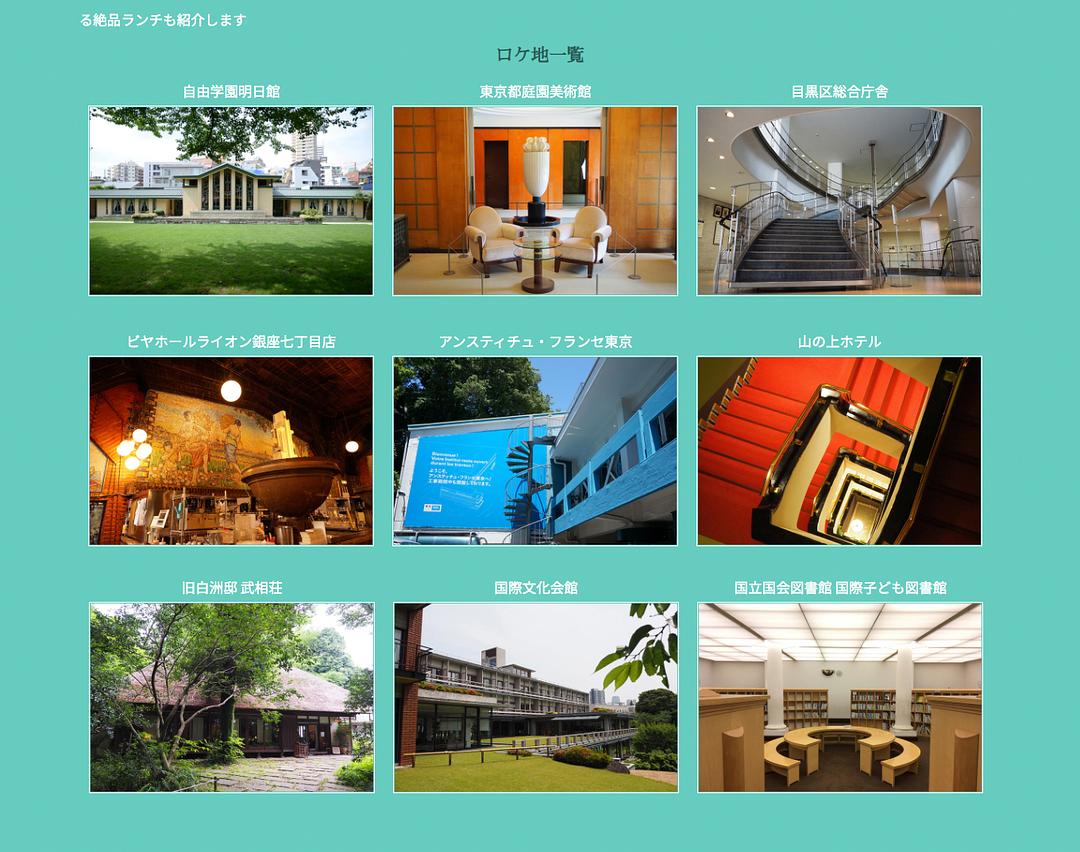 る絶品ランチも紹介します
ロケ地一覧
自由学園明日館
東京都庭園美術館
目黒区総合庁舎
ビヤホールライオン銀座七丁目店
アンスティチュ・フランセ東京
山の上ホテル
Bienvenue !
Votre Institut reste ouvert
durant les travaux !
ようこそ、
アンスティチュ・フランセ東京へ!
工事期間中も開館しております。
旧白洲邸 武相荘
国際文化会館
国立国会図書館 国際子ども図書館